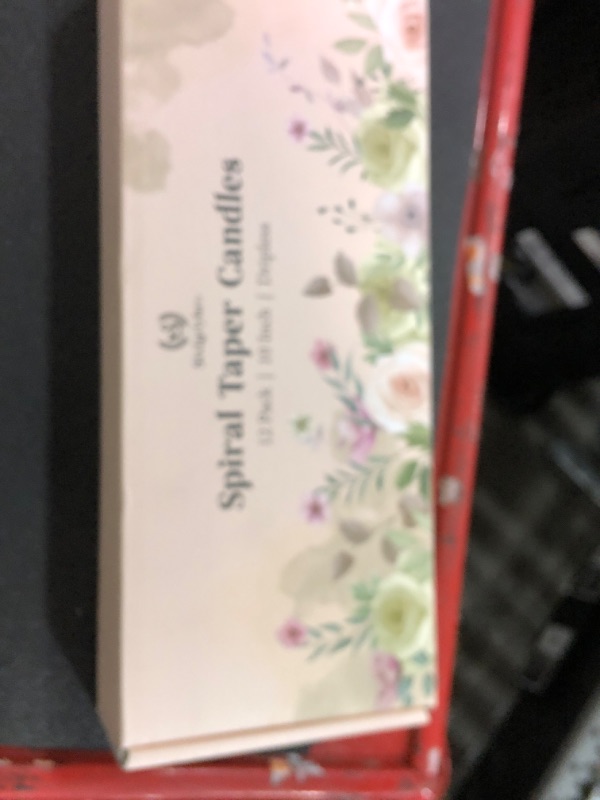 Spiral Taper Candles
12 Pack | 10 Inch | Dripless